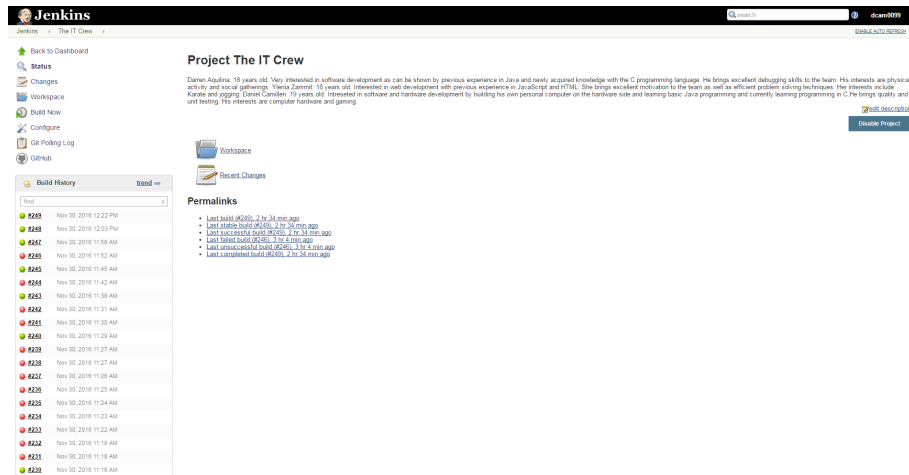 Jenkins
search
dcam0099
Jenkins
The IT Crew
ENABLE AUTO REFRESH
Back to Dashboard
Status
Changes
Workspace
Build Now
Configure
Git Polling Log
GitHub
Build History trend
find x
#249 Nov 30, 2016 12:22 PM
#248 Nov 30, 2016 12:03 PM
#247 Nov 30, 2016 11:56 AM
#246 Nov 30, 2016 11:52 AM
#245 Nov 30, 2016 11:45 AM
#244 Nov 30, 2016 11:42 AM
#243 Nov 30, 2016 11:38 AM
#242 Nov 30, 2016 11:31 AM
#241 Nov 30, 2016 11:30 AM
#240 Nov 30, 2016 11:29 AM
#239 Nov 30, 2016 11:27 AM
#238 Nov 30, 2016 11:27 AM
#237 Nov 30, 2016 11:26 AM
#236 Nov 30, 2016 11:25 AM
#235 Nov 30, 2016 11:24 AM
#234 Nov 30, 2016 11:23 AM
#233 Nov 30, 2016 11:22 AM
#232 Nov 30, 2016 11:19 AM
#231 Nov 30, 2016 11:18 AM
#230 Nov 30, 2016 11:18 AM
Project The IT Crew
Darren Aquilina: 18 years old. Very interested in software development as can be shown by previous experience in Java and newly acquired knowledge with the C programming language. He brings excellent debugging skills to the team. His interests are physica
activity and social gatherings. Ylenia Zammit: 18 years old. Interested in web development with previous experience in JavaScript and HTML. She brings excellent motivation to the team as well as efficient problem solving techniques. Her interests include
Karate and jogging. Daniel Camilleri: 19 years old. Intreseted in software and hardware development by building his own personal computer on the hardware side and learning basic Java programming and currently learning programming in C.He brings quality and
unit testing. His interests are computer hardware and gaming.
edit description
Disable Project
Workspace
Recent Changes
Permalinks
Last build (#249), 2 hr 34 min ago
Last stable build (#249), 2 hr 34 min ago
Last successful build (#249), 2 hr 34 min ago
Last failed build (#246), 3 hr 4 min ago
Last unsuccessful build (#246), 3 hr 4 min ago
Last completed build (#249), 2 hr 34 min ago